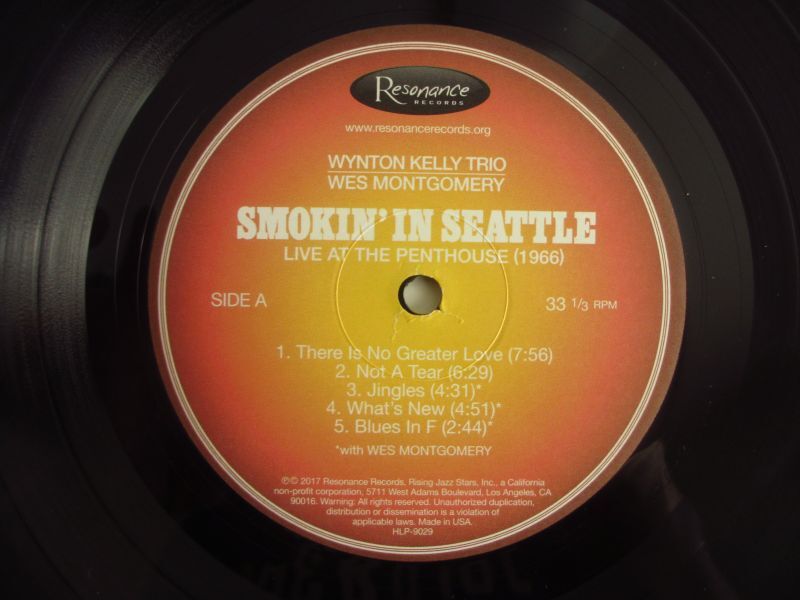 Resonance
RECORDS
www.resonancerecords.org
WYNTON KELLY TRIO
WES MONTGOMERY
SMOKIN' IN SEATTLE
LIVE AT THE PENTHOUSE (1966)
SIDE A
33 1/3 RPM
1. There Is No Greater Love (7:56)
2. Not A Tear (6:29)
3. Jingles (4:31)*
4. What's New (4:51)*
5. Blues In F (2:44)*
*with WES MONTGOMERY
℗© 2017 Resonance Records, Rising Jazz Stars, Inc., a California
non-profit corporation, 5711 West Adams Boulevard, Los Angeles, CA
90016. Warning: All rights reserved. Unauthorized duplication,
distribution or dissemination is a violation of
applicable laws. Made in USA.
HLP-9029